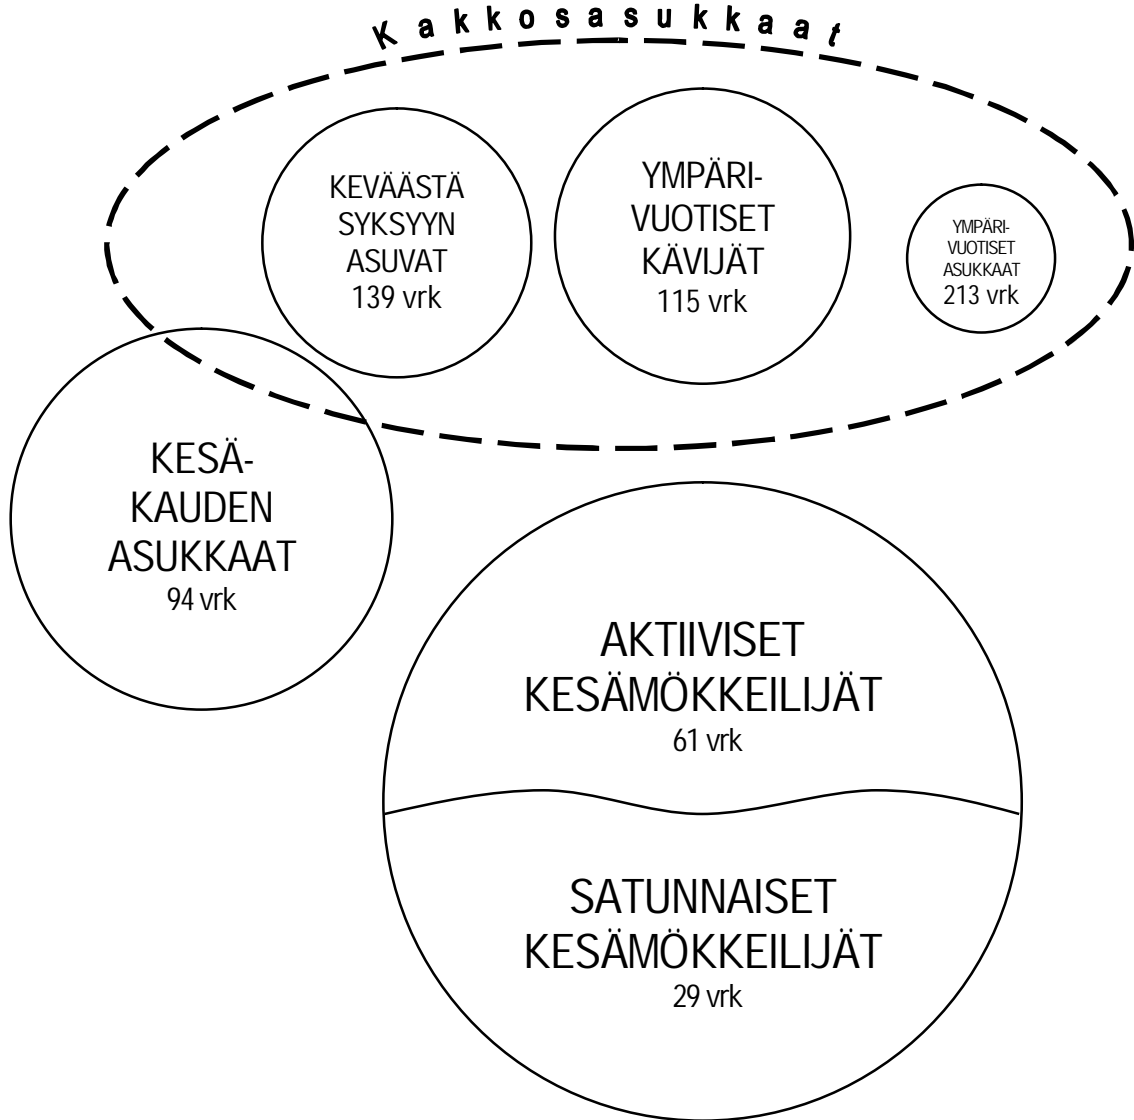 Kakkosasukkaat
KEVÄÄSTÄ
SYKSYYN
ASUVAT
139 vrk
YMPÄRI-
VUOTISET
KÄVIJÄT
115 vrk
YMPÄRI-
VUOTISET
ASUKKAAT
213 vrk
KESÄ-
KAUDEN
ASUKKAAT
94 vrk
AKTIIVISET
KESÄMÖKKEILIJÄT
61 vrk
SATUNNAISET
KESÄMÖKKEILIJÄT
29 vrk